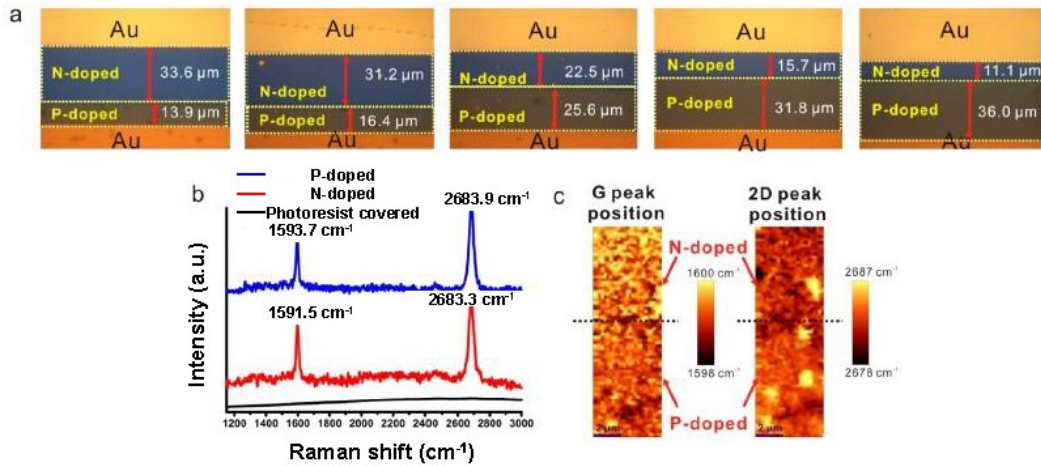 a
Au
N-doped
33.6 µm
P-doped
13.9 µm
Au
Au
31.2 µm
N-doped
P-doped
16.4 µm
Au
Au
22.5 µm
N-doped
P-doped
25.6 µm
Au
Au
N-doped
15.7 µm
P-doped
31.8 µm
Au
Au
N-doped
11.1 µm
P-doped
36.0 µm
Au
b
P-doped
N-doped
Photoresist covered
1593.7 cm⁻¹
2683.9 cm⁻¹
1591.5 cm⁻¹
2683.3 cm⁻¹
Intensity (a.u.)
1200 1400 1600 1800 2000 2200 2400 2600 2800 3000
Raman shift (cm⁻¹)
c
G peak
position
2D peak
position
N-doped
1600 cm⁻¹
1598 cm⁻¹
2687 cm⁻¹
2678 cm⁻¹
P-doped
2 µm
2 µm